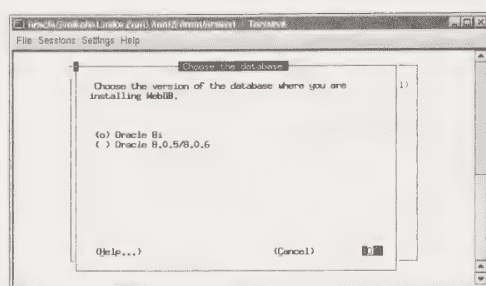 File Sessions Settings Help
Choose the database
Choose the version of the database where you are
installing WebDB.
1)
(o) Oracle 8i
( ) Oracle 8.0.5/8.0.6
(Help...)
(Cancel)